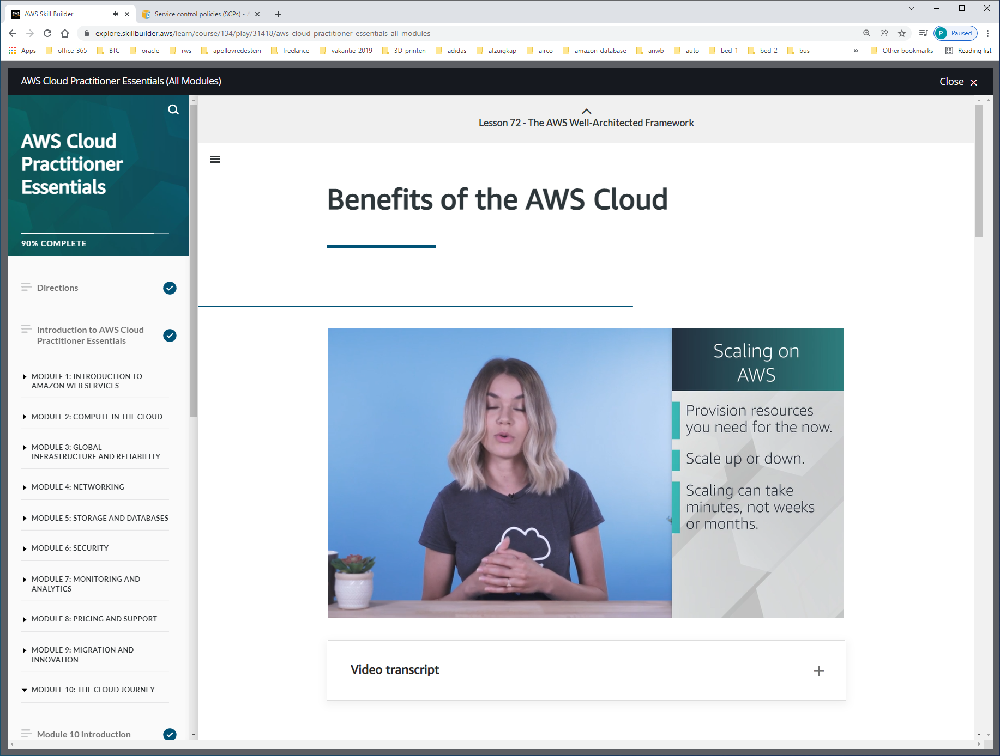 aws
AWS Skill Builder
Service control policies (SCPs) - A
explore.skillbuilder.aws/learn/course/134/play/31418/aws-cloud-practitioner-essentials-all-modules
P
Paused
Apps
office-365
BTC
oracle
rws
apollovredestein
freelance
vakantie-2019
3D-printen
adidas
afzuigkap
airco
amazon-database
anwb
auto
bed-1
bed-2
bus
»
Other bookmarks
Reading list
AWS Cloud Practitioner Essentials (All Modules)
Close
AWS Cloud
Practitioner
Essentials
90% COMPLETE
Directions
Introduction to AWS Cloud
Practitioner Essentials
MODULE 1: INTRODUCTION TO
AMAZON WEB SERVICES
MODULE 2: COMPUTE IN THE CLOUD
MODULE 3: GLOBAL
INFRASTRUCTURE AND RELIABILITY
MODULE 4: NETWORKING
MODULE 5: STORAGE AND DATABASES
MODULE 6: SECURITY
MODULE 7: MONITORING AND
ANALYTICS
MODULE 8: PRICING AND SUPPORT
MODULE 9: MIGRATION AND
INNOVATION
MODULE 10: THE CLOUD JOURNEY
Module 10 introduction
Lesson 72 - The AWS Well-Architected Framework
Benefits of the AWS Cloud
Scaling on
AWS
Provision resources
you need for the now.
Scale up or down.
Scaling can take
minutes, not weeks
or months.
Video transcript